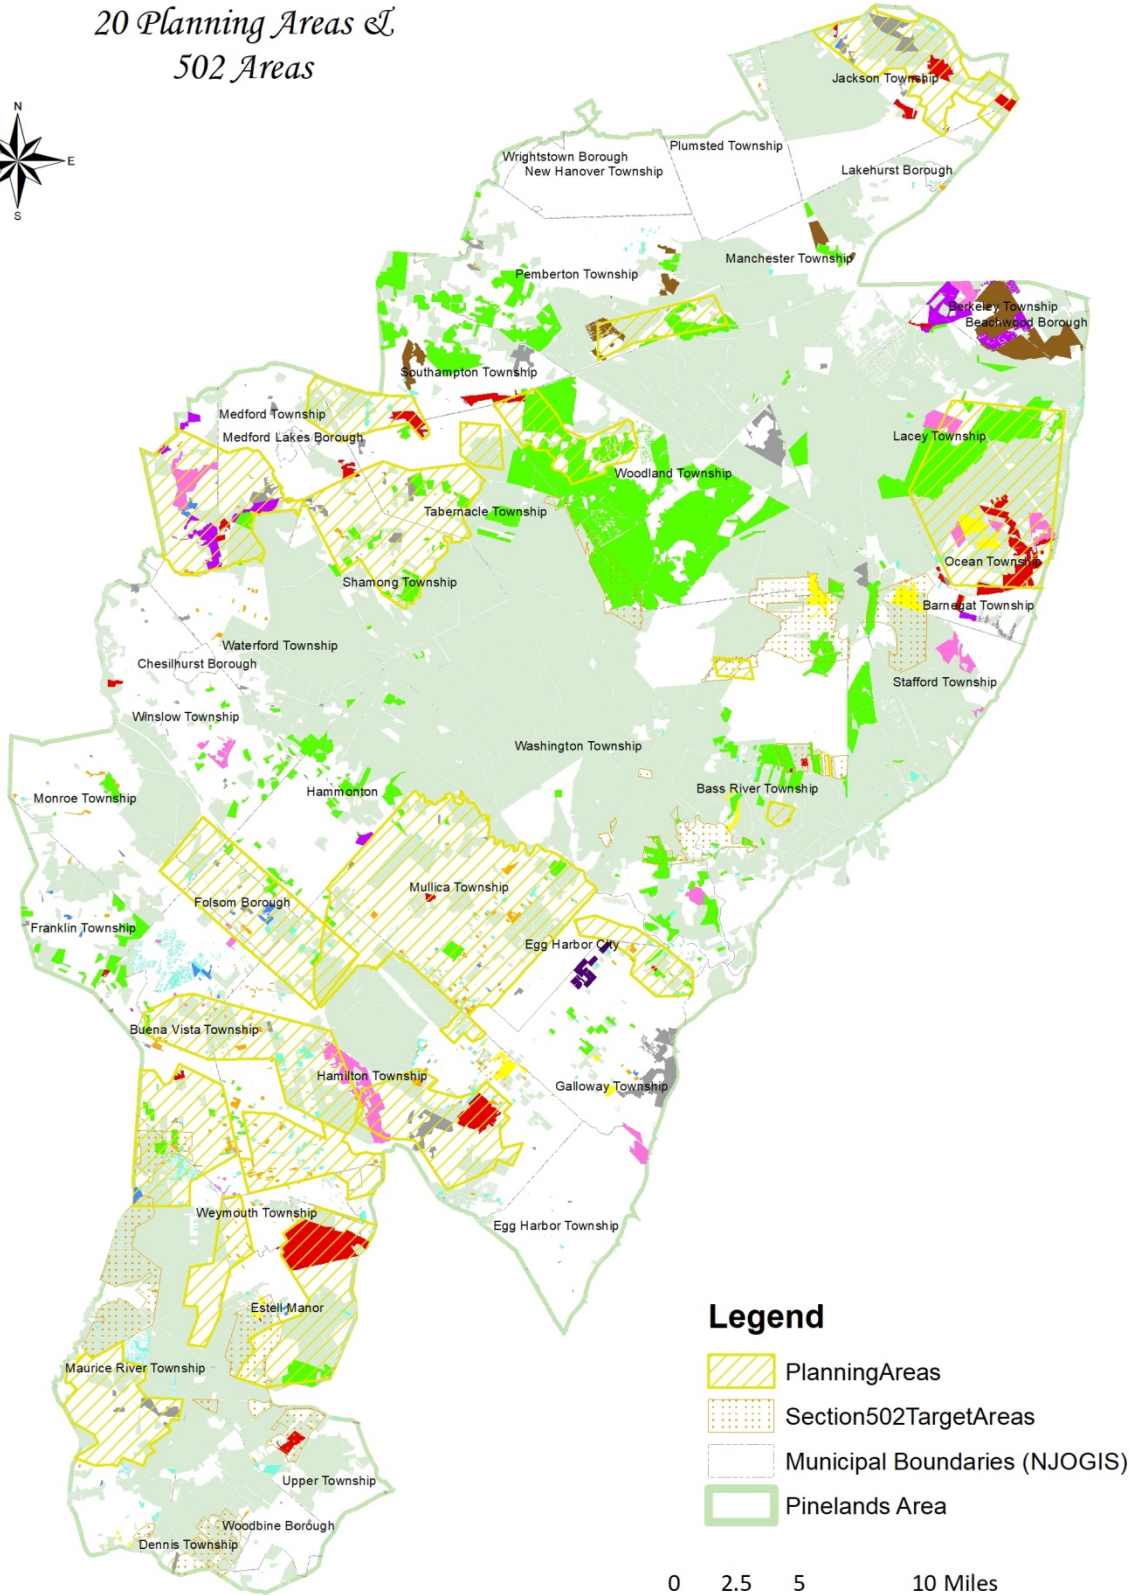 20 Planning Areas &
502 Areas
N
E
S
Jackson Township
Plumsted Township
Wrightstown Borough
New Hanover Township
Lakehurst Borough
Manchester Township
Pemberton Township
Berkeley Township
Beachwood Borough
Southampton Township
Medford Township
Medford Lakes Borough
Lacey Township
Woodland Township
Tabernacle Township
Ocean Township
Shamong Township
Barnegat Township
Waterford Township
Chesilhurst Borough
Stafford Township
Winslow Township
Washington Township
Bass River Township
Hammonton
Monroe Township
Mullica Township
Folsom Borough
Franklin Township
Egg Harbor City
Buena Vista Township
Hamilton Township
Galloway Township
Weymouth Township
Egg Harbor Township
Estell Manor
Maurice River Township
Upper Township
Woodbine Borough
Dennis Township
Legend
PlanningAreas
Section502TargetAreas
Municipal Boundaries (NJOGIS)
Pinelands Area
0 2.5 5 10 Miles